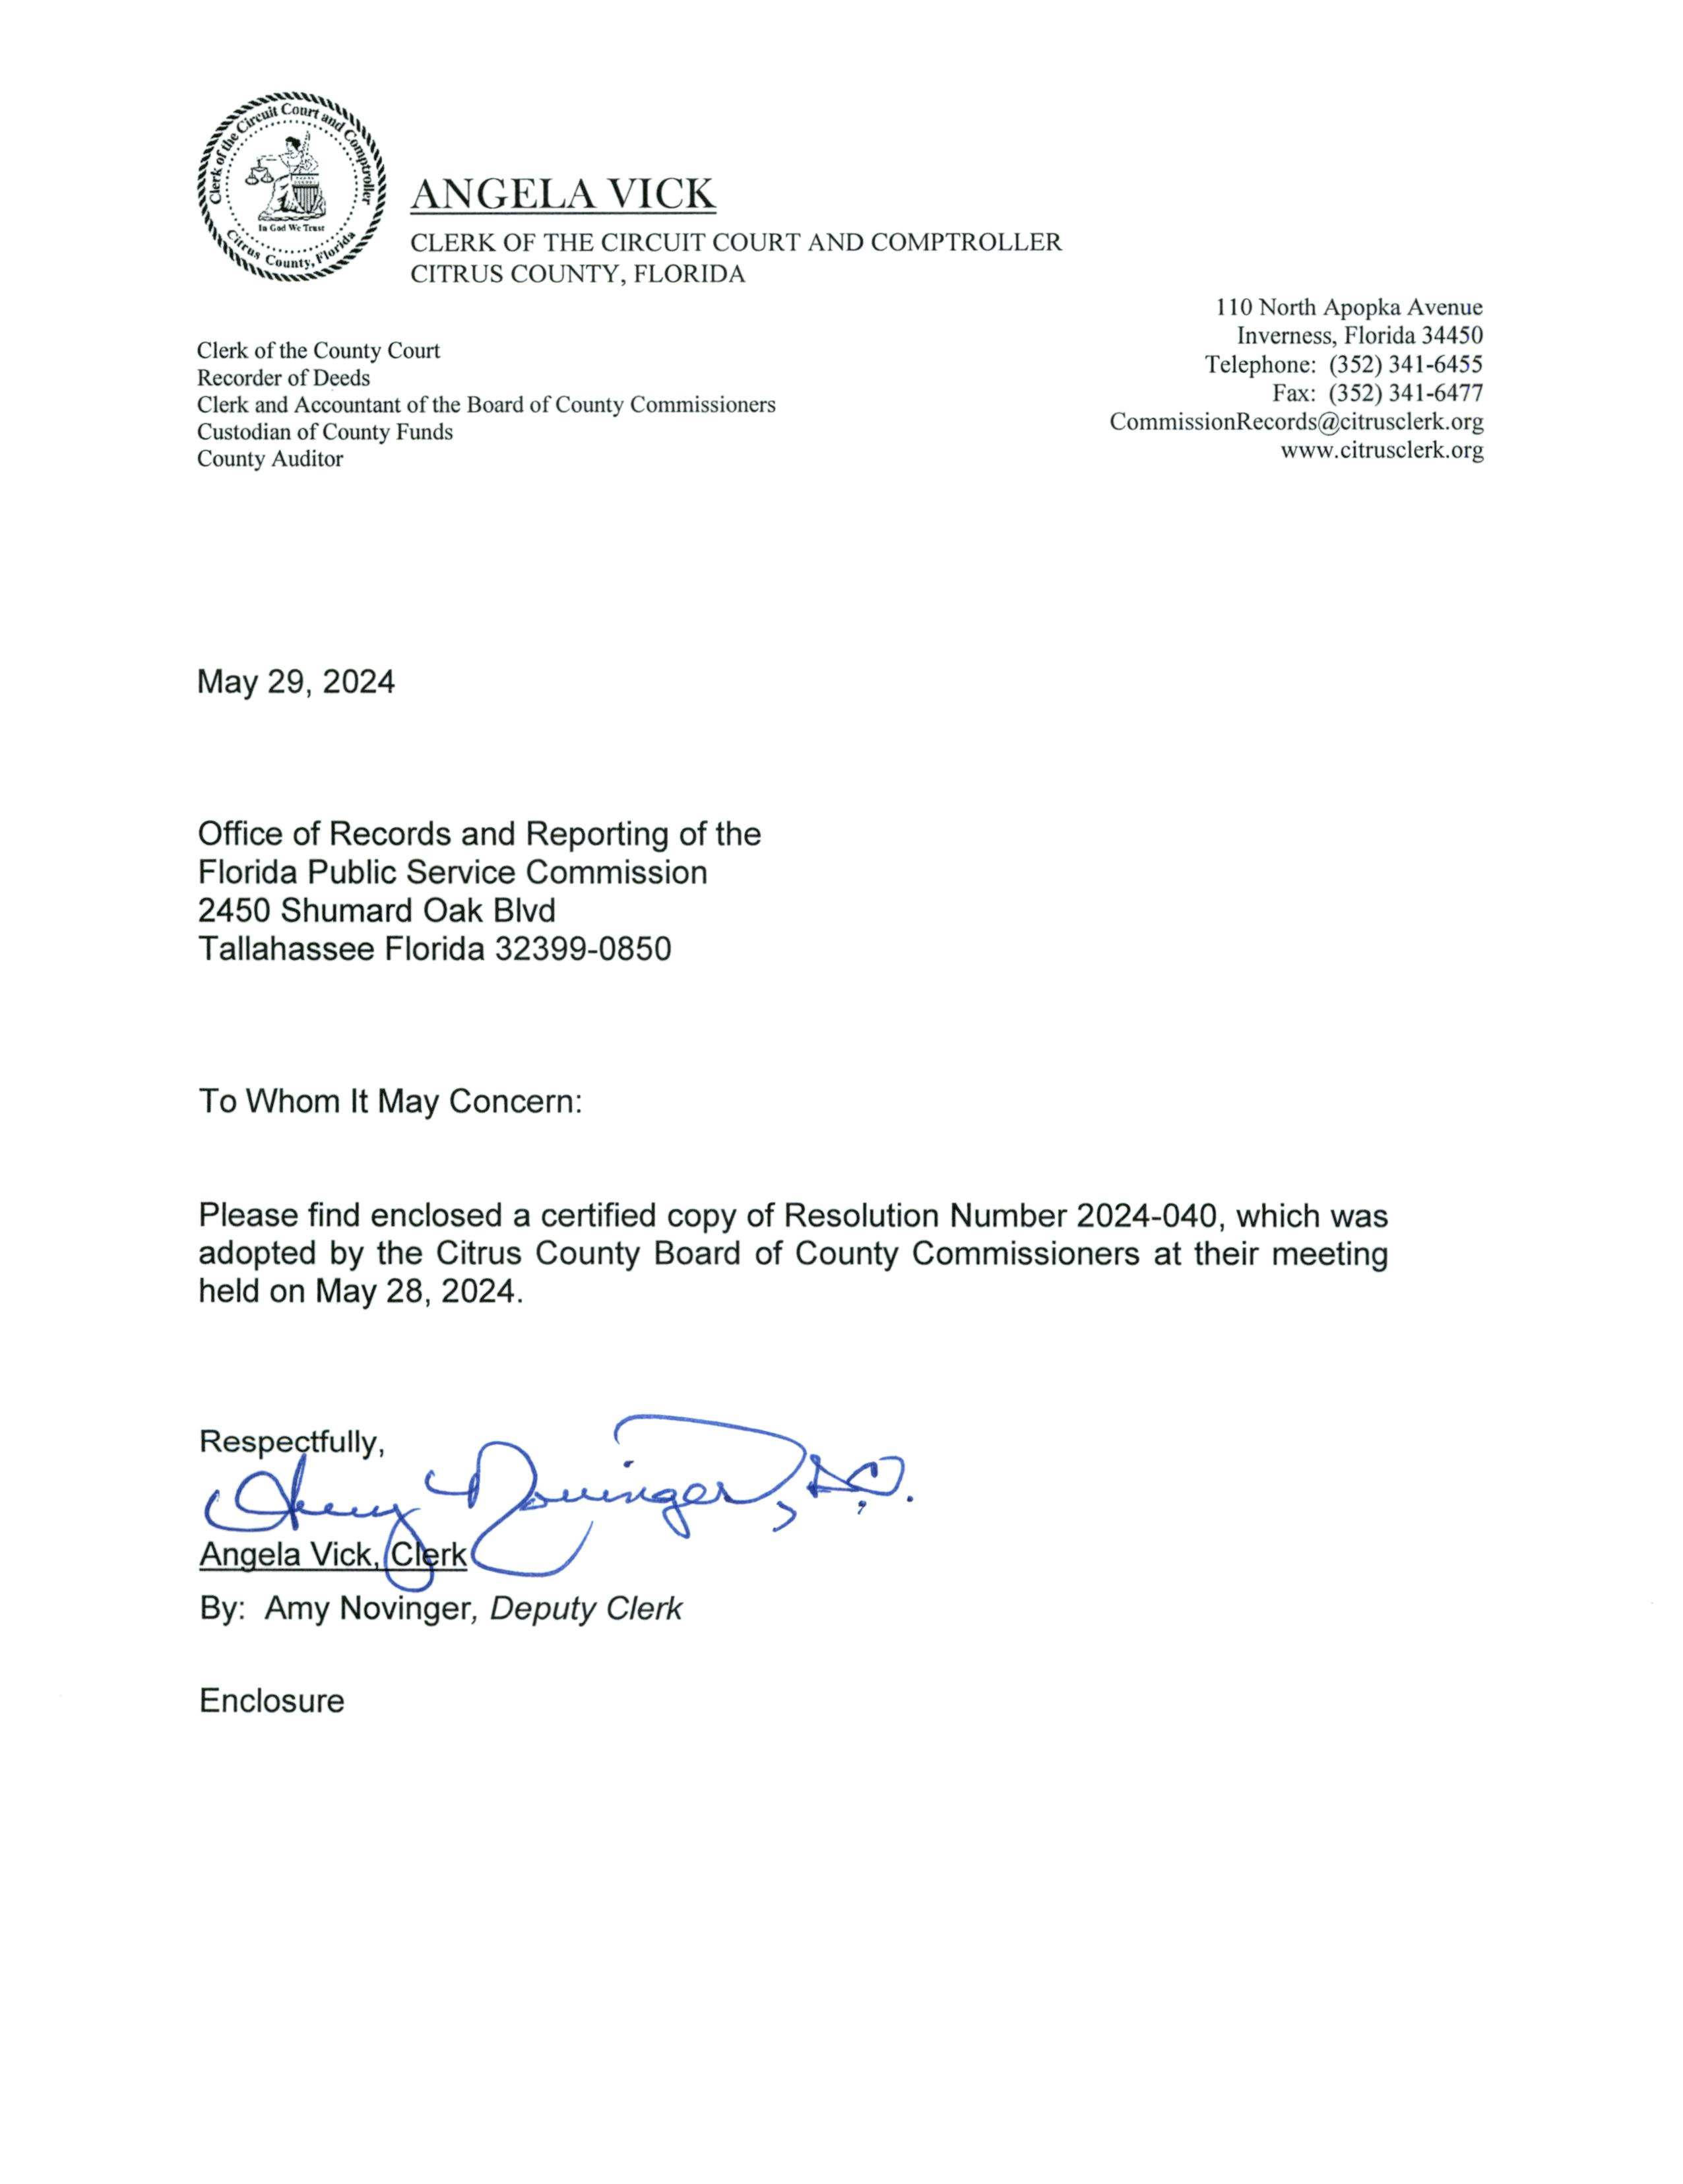 Clerk of the Circuit Court and Comptroller
In God We Trust
Citrus County, Florida
ANGELA VICK
CLERK OF THE CIRCUIT COURT AND COMPTROLLER
CITRUS COUNTY, FLORIDA
110 North Apopka Avenue
Inverness, Florida 34450
Telephone: (352) 341-6455
Fax: (352) 341-6477
CommissionRecords@citrusclerk.org
www.citrusclerk.org
Clerk of the County Court
Recorder of Deeds
Clerk and Accountant of the Board of County Commissioners
Custodian of County Funds
County Auditor
May 29, 2024
Office of Records and Reporting of the
Florida Public Service Commission
2450 Shumard Oak Blvd
Tallahassee Florida 32399-0850
To Whom It May Concern:
Please find enclosed a certified copy of Resolution Number 2024-040, which was
adopted by the Citrus County Board of County Commissioners at their meeting
held on May 28, 2024.
Respectfully,
Amy Novinger, D.C.
Angela Vick, Clerk
By: Amy Novinger, Deputy Clerk
Enclosure